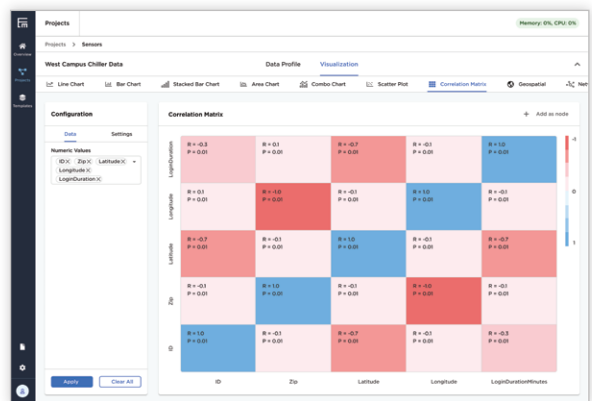 Fm
Projects
Memory: 0%, CPU: 0%
Overview
Projects > Sensors
West Campus Chiller Data
Data Profile
Visualization
Projects
Line Chart
Bar Chart
Stacked Bar Chart
Area Chart
Combo Chart
Scatter Plot
Correlation Matrix
Geospatial
Net
Templates
Configuration
Data
Settings
Numeric Values
ID× Zip× Latitude×
Longitude×
LoginDuration×
Apply
Clear All
Correlation Matrix
+ Add as node
LoginDuration
R = -0.3 R = 0.1 R = -0.7 R = -0.1 R = 1.0
P = 0.01 P = 0.01 P = 0.01 P = 0.01 P = 0.01
Longitude
R = 0.1 R = -1.0 R = -0.1 R = 1.0 R = -0.1
P = 0.01 P = 0.01 P = 0.01 P = 0.01 P = 0.01
Latitude
R = -0.7 R = -0.1 R = 1.0 R = -0.1 R = -0.7
P = 0.01 P = 0.01 P = 0.01 P = 0.01 P = 0.01
Zip
R = -0.1 R = 1.0 R = -0.1 R = -1.0 R = -0.1
P = 0.01 P = 0.01 P = 0.01 P = 0.01 P = 0.01
ID
R = 1.0 R = -0.1 R = -0.7 R = -0.1 R = -0.3
P = 0.01 P = 0.01 P = 0.01 P = 0.01 P = 0.01
ID Zip Latitude Longitude LoginDurationMinutes
-1
0
1